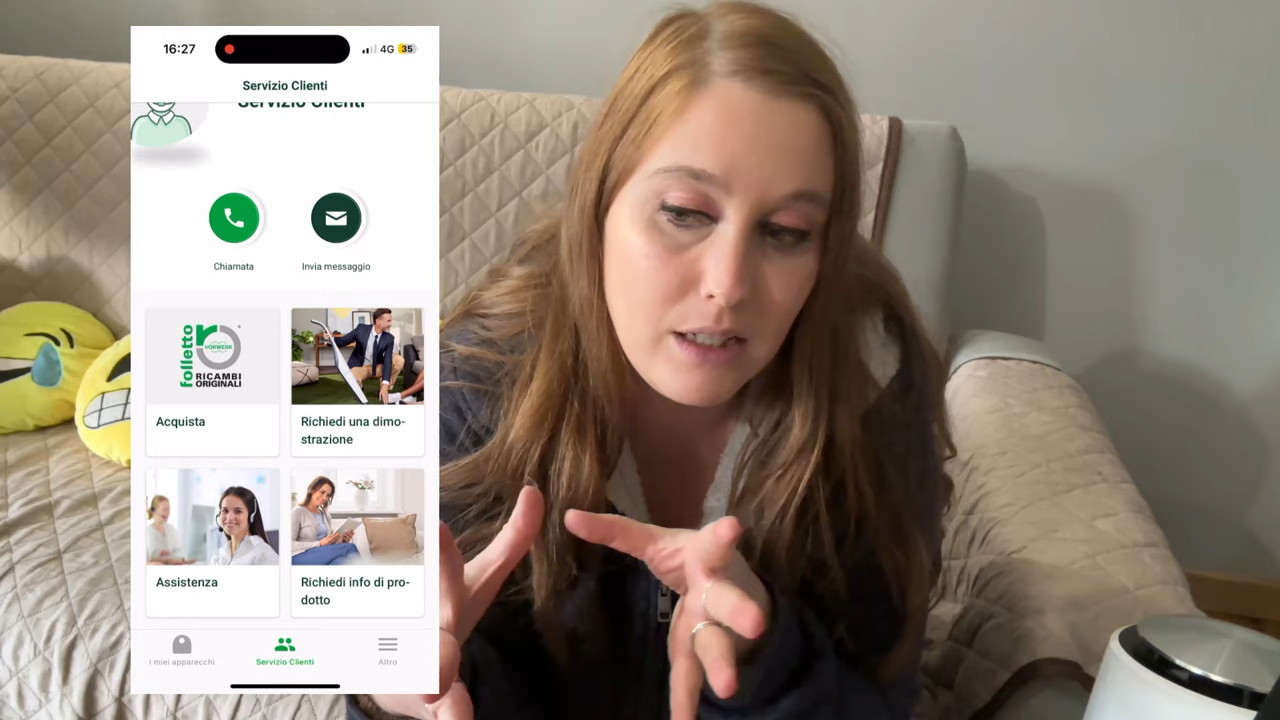 16:27
4G
35
Servizio Clienti
Servizio Clienti
Chiamata
Invia messaggio
folletto
VORWERK
RICAMBI
ORIGINALI
Acquista
Richiedi una dimo-
strazione
Assistenza
Richiedi info di pro-
dotto
I miei apparecchi
Servizio Clienti
Altro